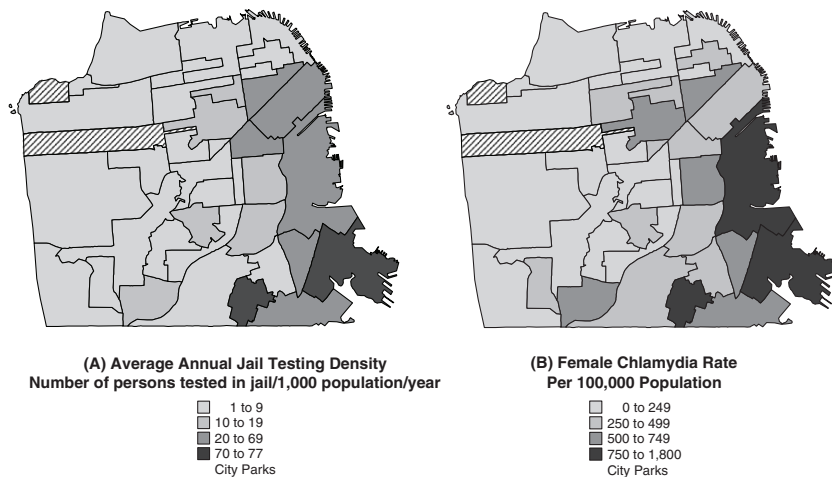 (A) Average Annual Jail Testing Density
Number of persons tested in jail/1,000 population/year
1 to 9
10 to 19
20 to 69
70 to 77
City Parks
(B) Female Chlamydia Rate
Per 100,000 Population
0 to 249
250 to 499
500 to 749
750 to 1,800
City Parks